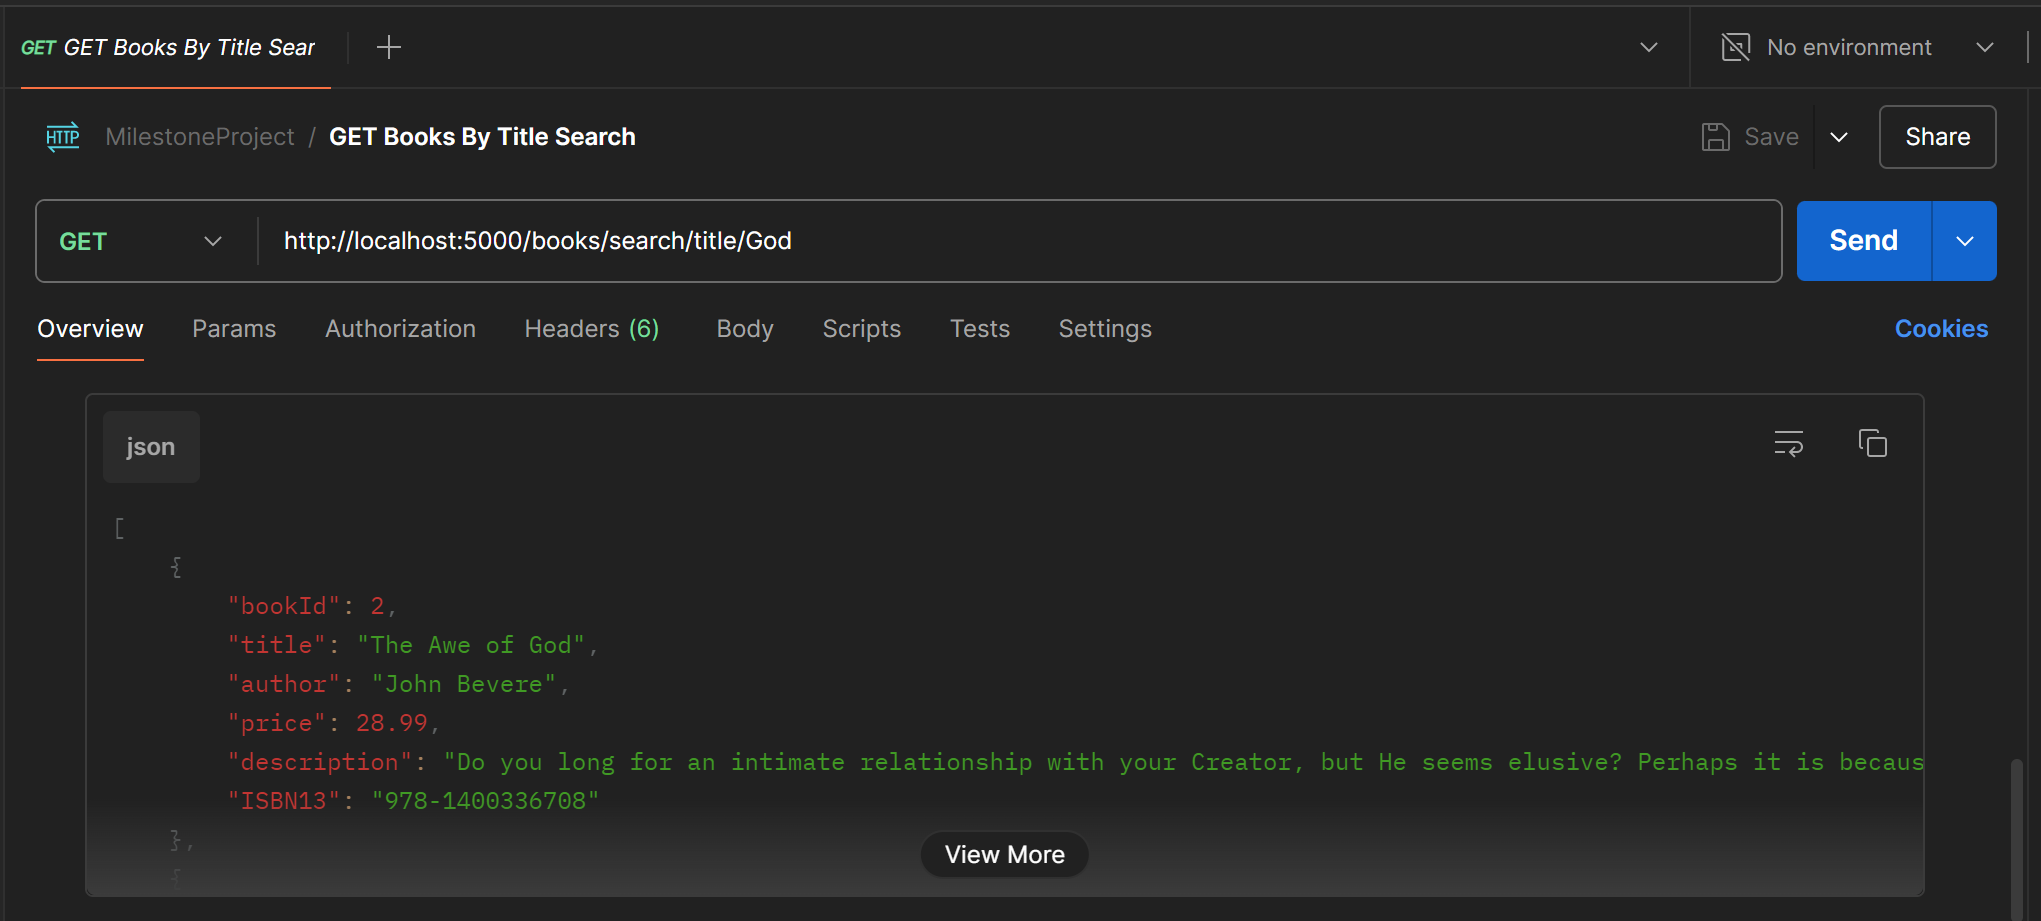 GET GET Books By Title Sear
No environment
HTTP MilestoneProject / GET Books By Title Search
Save
Share
GET http://localhost:5000/books/search/title/God
Send
Overview Params Authorization Headers (6) Body Scripts Tests Settings Cookies
json
[
{
"bookId": 2,
"title": "The Awe of God",
"author": "John Bevere",
"price": 28.99,
"description": "Do you long for an intimate relationship with your Creator, but He seems elusive? Perhaps it is becaus
"ISBN13": "978-1400336708"
},
{
View More